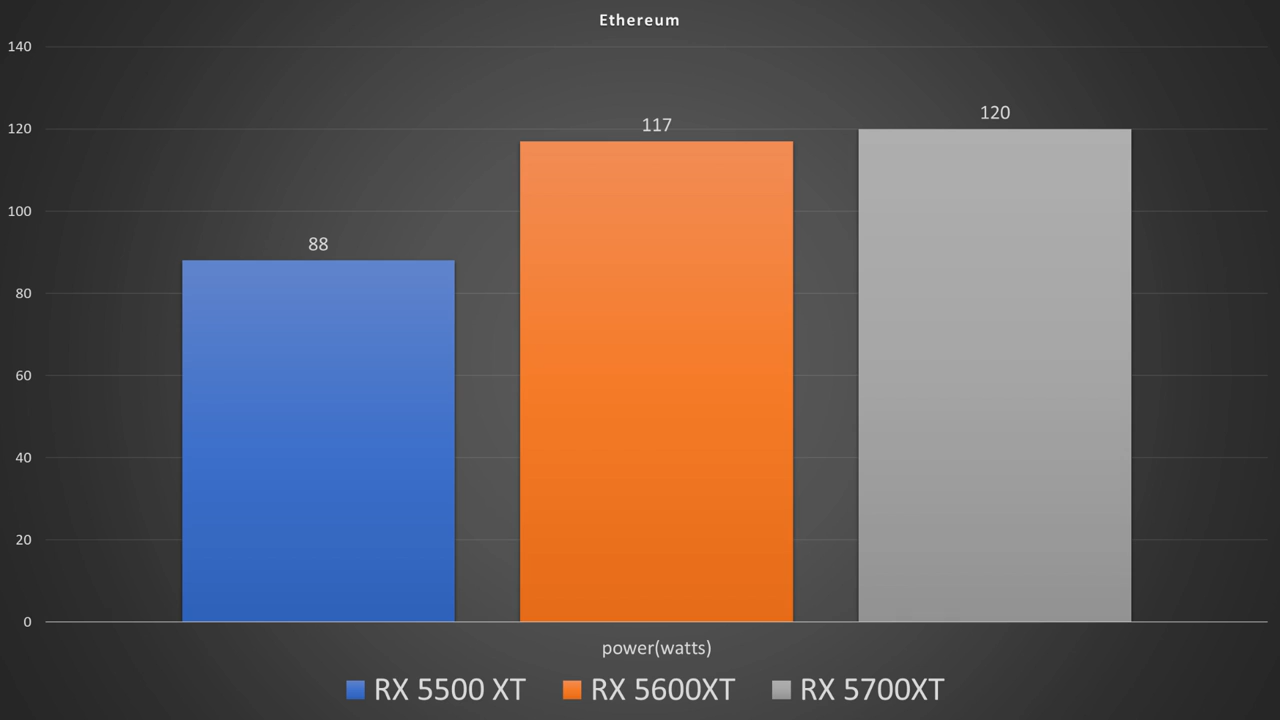 Ethereum
140
120
100
80
60
40
20
0
88
117
120
power(watts)
RX 5500 XT
RX 5600XT
RX 5700XT